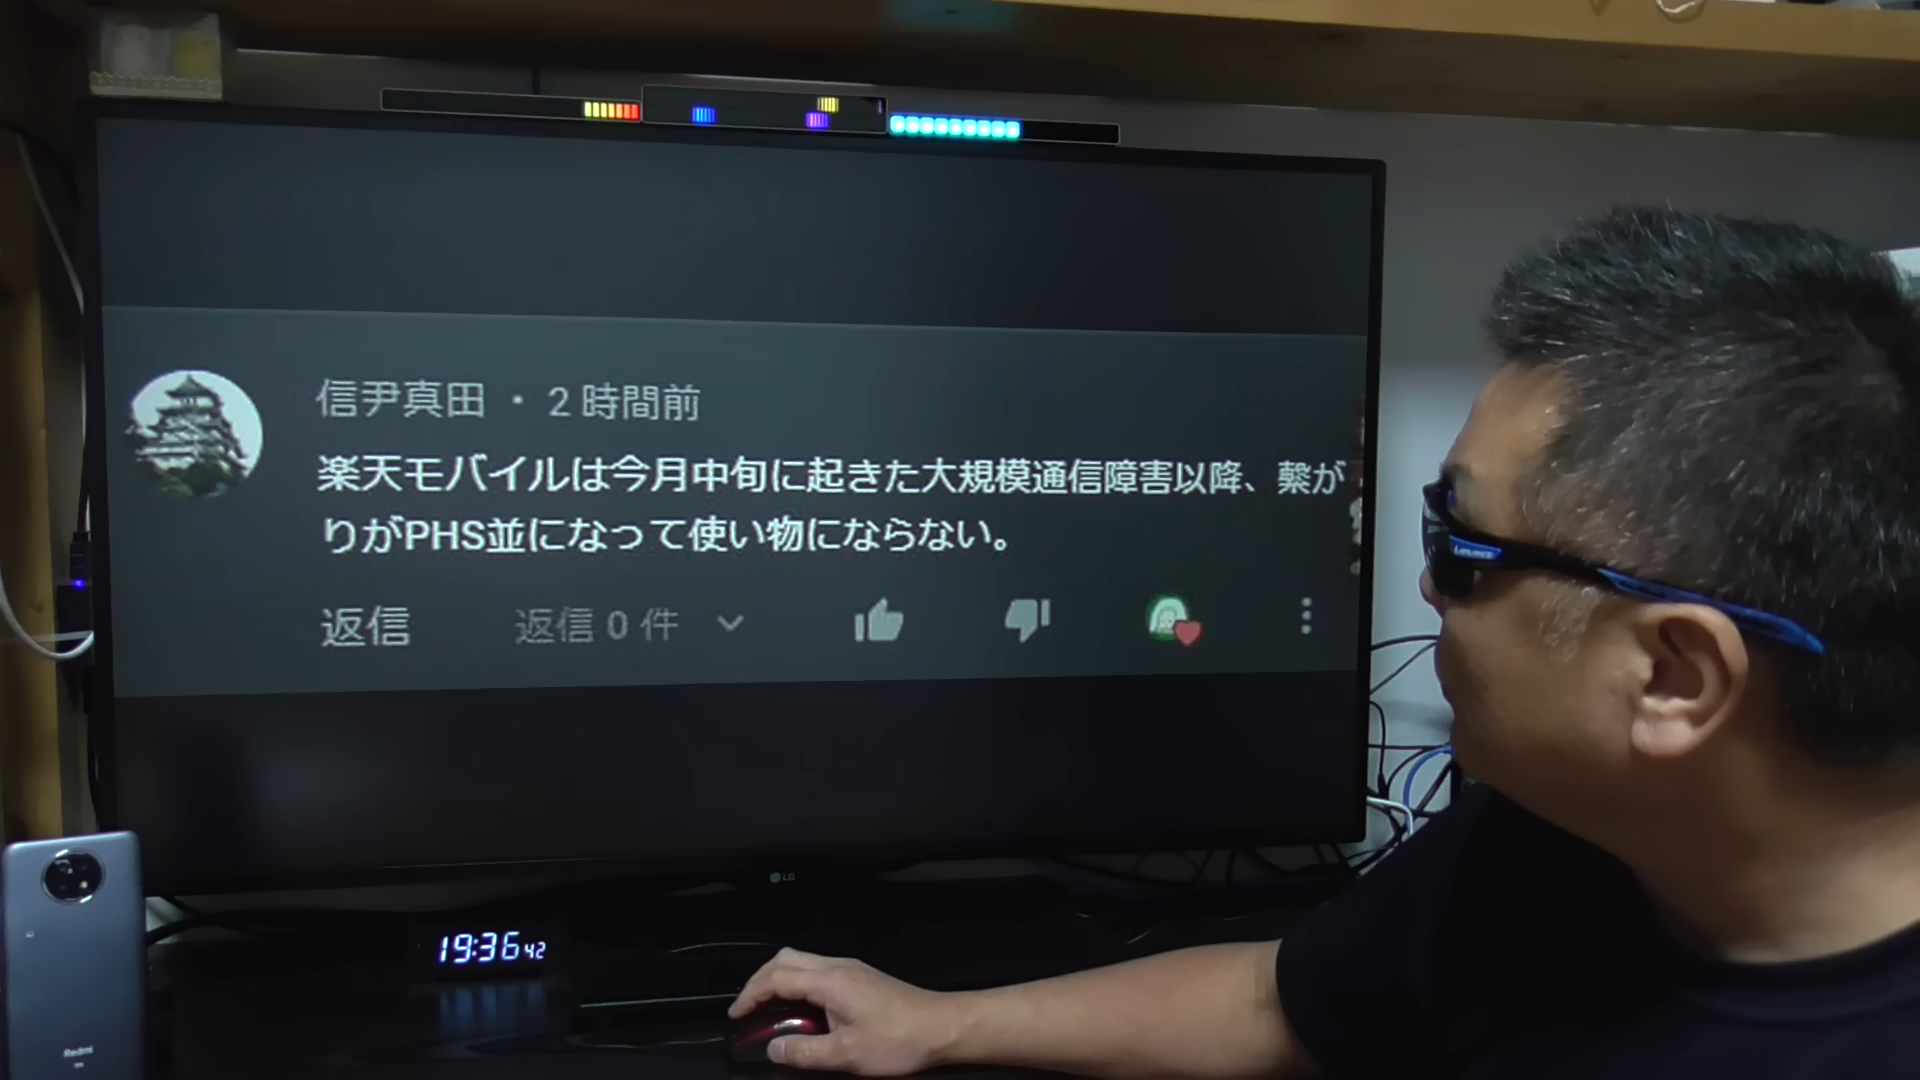 信尹真田 ・ 2 時間前
楽天モバイルは今月中旬に起きた大規模通信障害以降、繋が
りがPHS並になって使い物にならない。
返信 返信 0 件
LG
19:36 42
Redmi